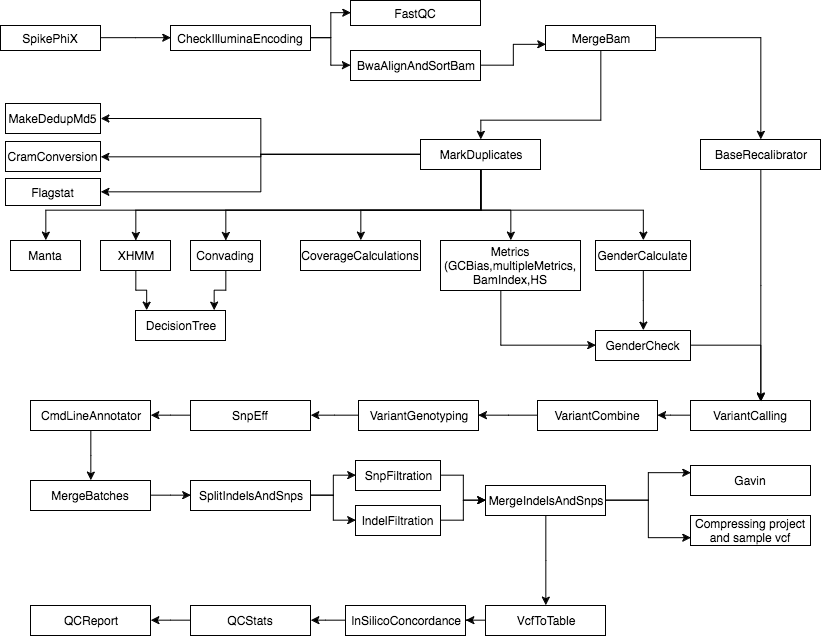 FastQC
SpikePhiX
CheckIlluminaEncoding
MergeBam
BwaAlignAndSortBam
MakeDedupMd5
CramConversion
MarkDuplicates
BaseRecalibrator
Flagstat
Manta
XHMM
Convading
CoverageCalculations
Metrics
(GCBias,multipleMetrics,
BamIndex,HS
GenderCalculate
DecisionTree
GenderCheck
CmdLineAnnotator
SnpEff
VariantGenotyping
VariantCombine
VariantCalling
MergeBatches
SplitIndelsAndSnps
SnpFiltration
IndelFiltration
MergeIndelsAndSnps
Gavin
Compressing project
and sample vcf
QCReport
QCStats
InSilicoConcordance
VcfToTable